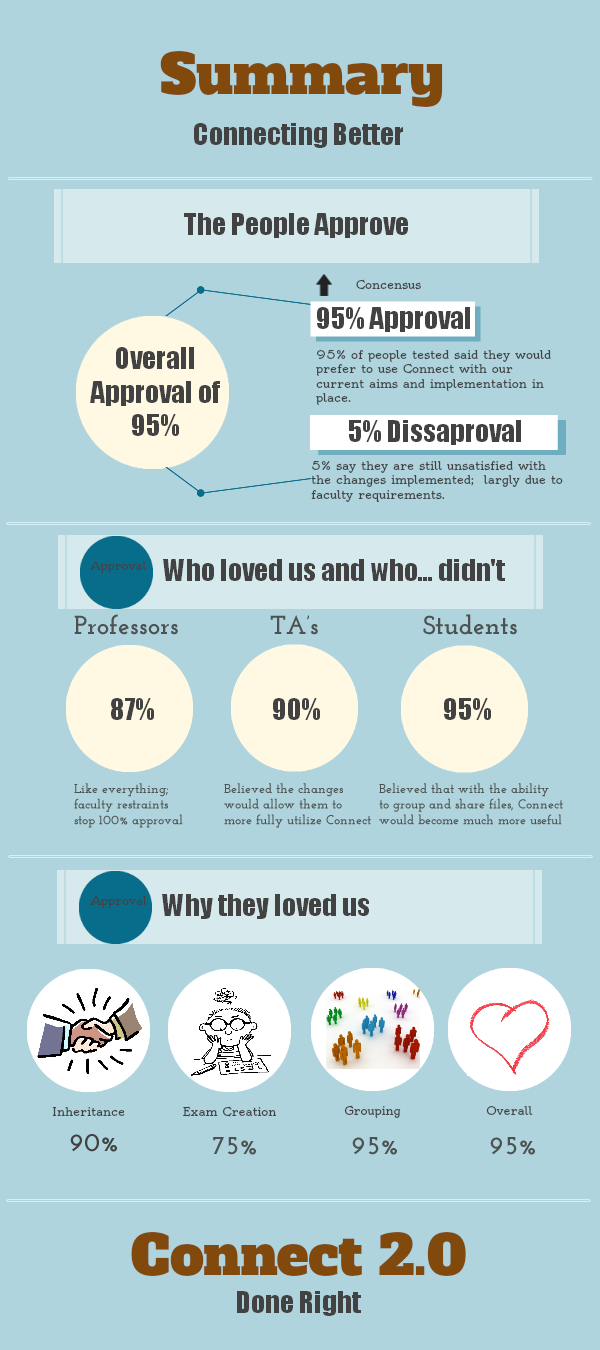 Summary
Connecting Better
The People Approve
Concensus
95% Approval
95% of people tested said they would
prefer to use Connect with our
current aims and implementation in
place.
Overall
Approval of
95%
5% Dissaproval
5% say they are still unsatisfied with
the changes implemented; largly due to
faculty requirements.
Approval
Who loved us and who... didn't
Professors
TA's
Students
87%
90%
95%
Like everything;
faculty restraints
stop 100% approval
Believed the changes
would allow them to
more fully utilize Connect
Believed that with the ability
to group and share files, Connect
would become much more useful
Approval
Why they loved us
Inheritance
Exam Creation
Grouping
Overall
90%
75%
95%
95%
Connect 2.0
Done Right